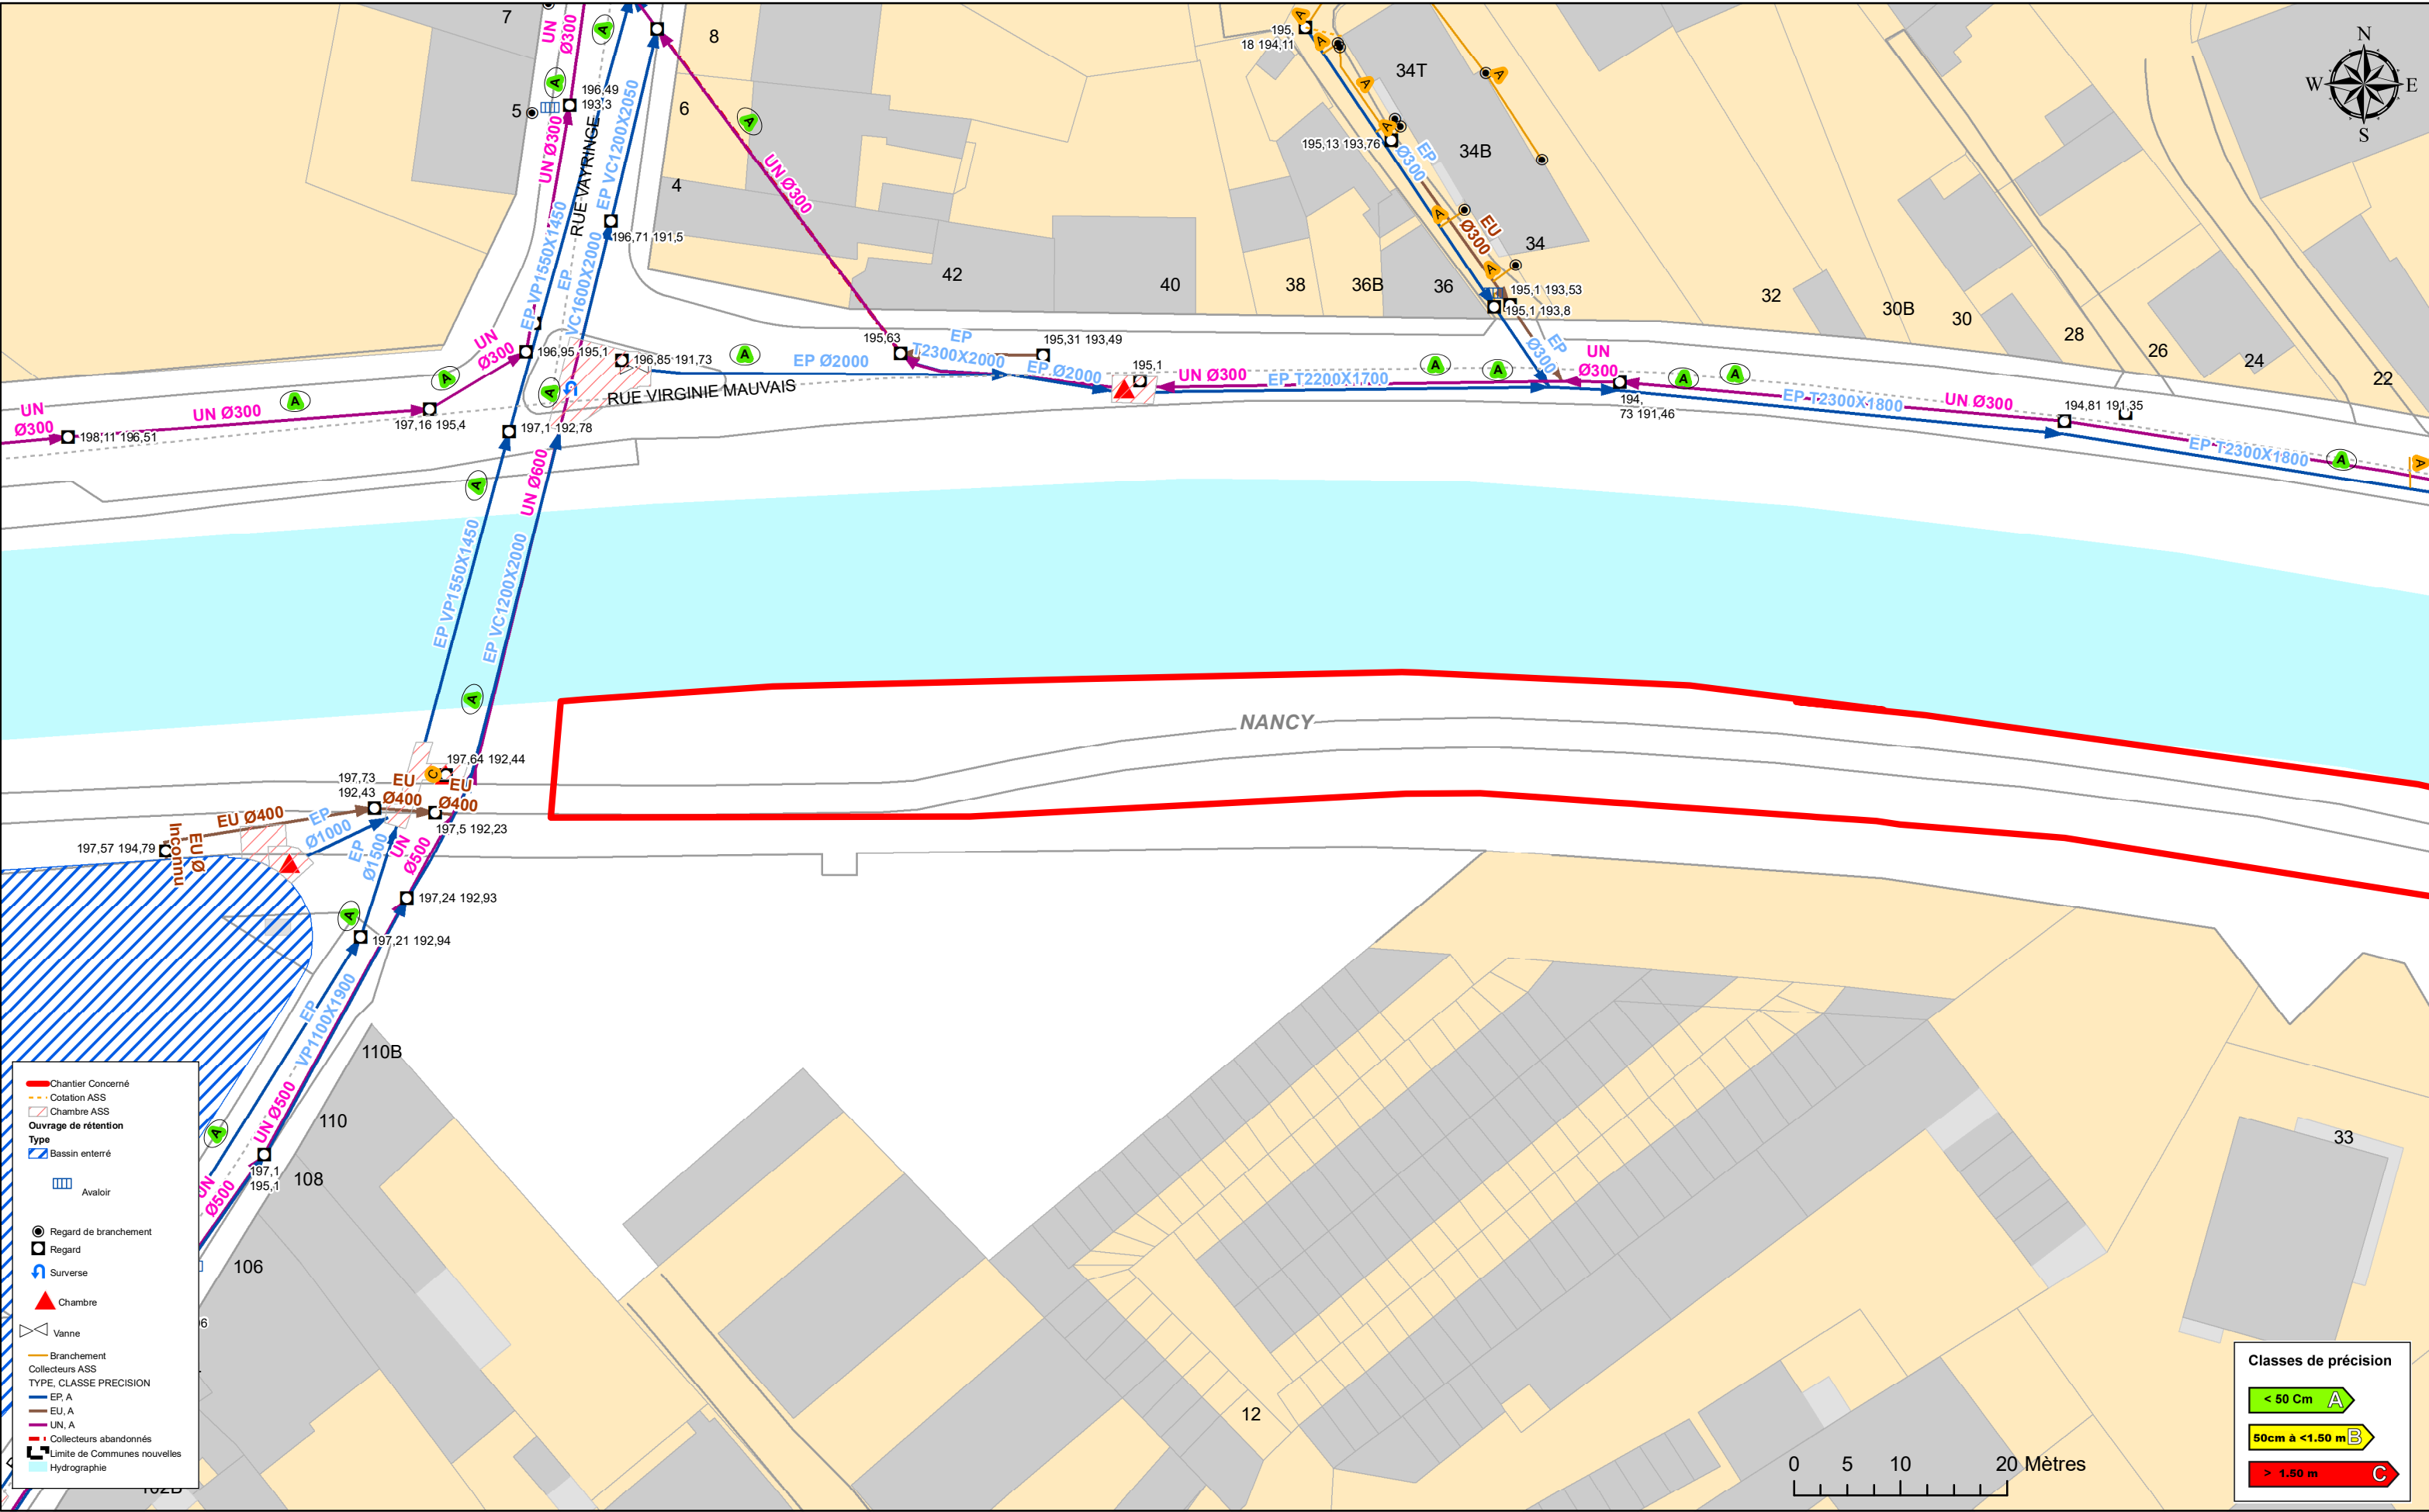 7
UN
Ø300
8
195,
18 194,11
34T
N
W
E
S
196,49
193,3
5
6
UN Ø300
RUE VAYRINGE
EP VC1200X2050
UN Ø300
195,13 193,76
EP
Ø300
34B
4
EP VP1550X1450
EP
VC1600X2000
196,71 191,5
EU
Ø300
34
42
40
38
36B
36
195,1 193,53
195,1 193,8
32
30B
30
28
26
24
22
UN
Ø300
196,95 195,1
196,85 191,73
195,63
EP
T2300X2000
195,31 193,49
EP Ø2000
EP Ø2000
195,1
UN Ø300
EP T2200X1700
EP
Ø300
UN
Ø300
RUE VIRGINIE MAUVAIS
194,
73 191,46
EP T2300X1800
UN Ø300
194,81 191,35
EP T2300X1800
UN
Ø300
UN Ø300
198,11 196,51
197,16 195,4
197,1 192,78
UN Ø600
EP VP1550X1450
EP VC1200X2000
NANCY
197,64 192,44
197,73
192,43
EU
Ø400
EU
Ø400
EU Ø400
EP
Ø1000
197,5 192,23
197,57 194,79
EU Ø
Inconnu
EP
Ø1500
UN
Ø500
197,24 192,93
197,21 192,94
EP
VP1100X1900
110B
UN Ø500
110
197,1
195,1
108
UN
Ø500
106
102B
12
33
Chantier Concerné
Cotation ASS
Chambre ASS
Ouvrage de rétention
Type
Bassin enterré
Avaloir
Regard de branchement
Regard
Surverse
Chambre
Vanne
Branchement
Collecteurs ASS
TYPE, CLASSE PRECISION
EP, A
EU, A
UN, A
Collecteurs abandonnés
Limite de Communes nouvelles
Hydrographie
0 5 10 20 Mètres
Classes de précision
< 50 Cm A
50cm à <1.50 m B
> 1.50 m C